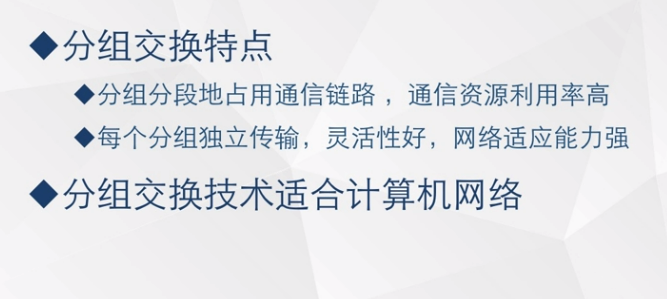 ◆分组交换特点
◆分组分段地占用通信链路，通信资源利用率高
◆每个分组独立传输，灵活性好，网络适应能力强
◆分组交换技术适合计算机网络